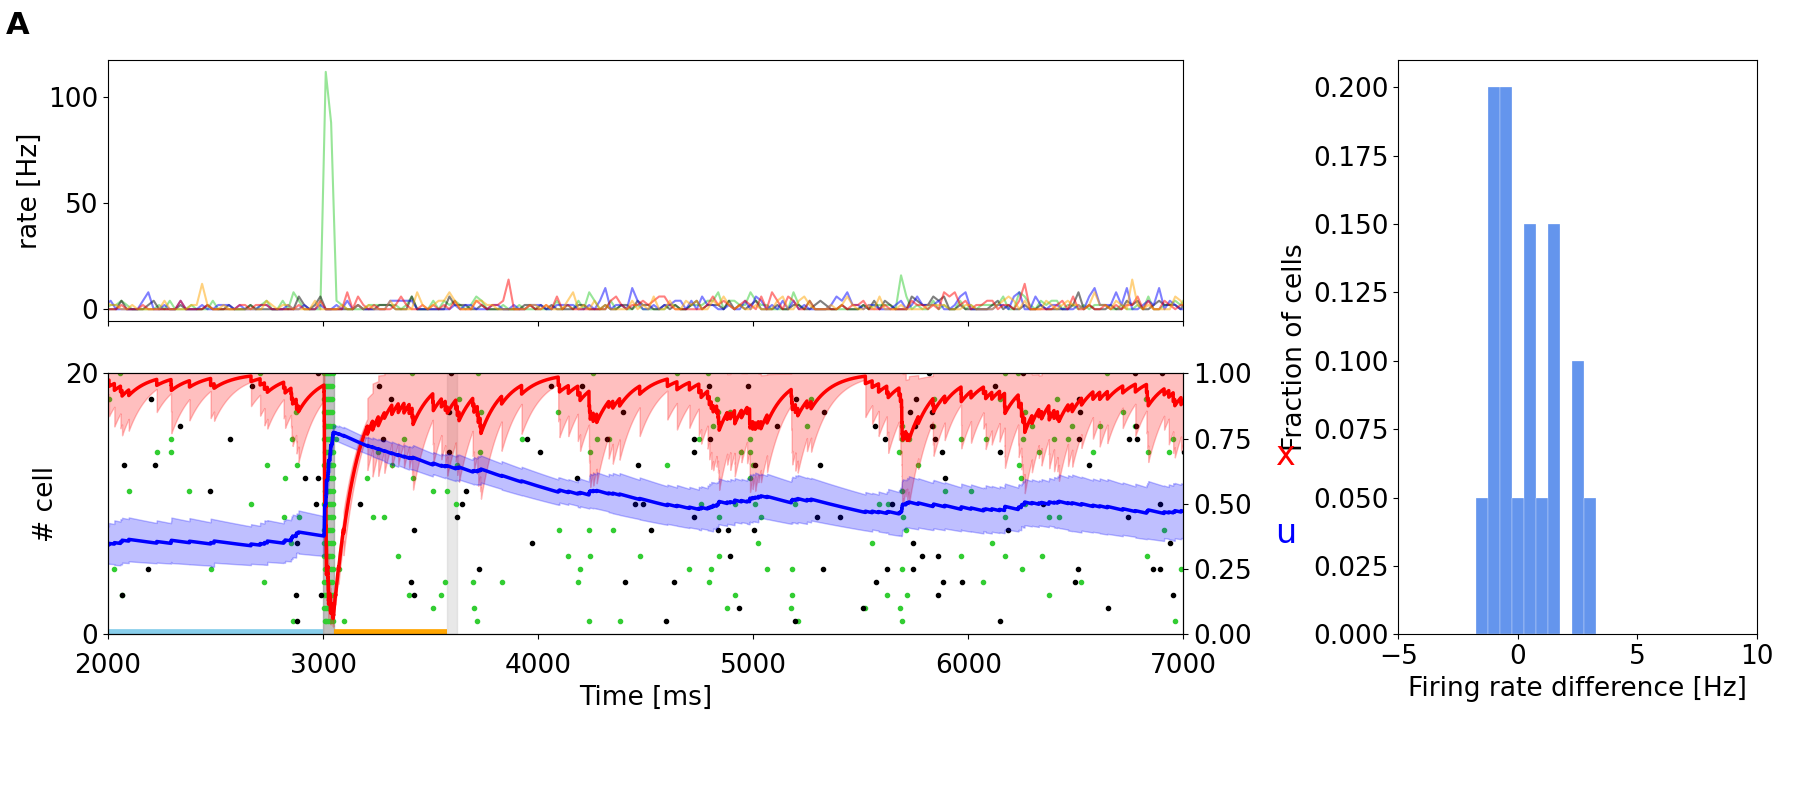 A
rate [Hz]
100
50
0
# cell
20
0
1.00
0.75
0.50
0.25
0.00
x
u
2000 3000 4000 5000 6000 7000
Time [ms]
Fraction of cells
0.200
0.175
0.150
0.125
0.100
0.075
0.050
0.025
0.000
−5 0 5 10
Firing rate difference [Hz]